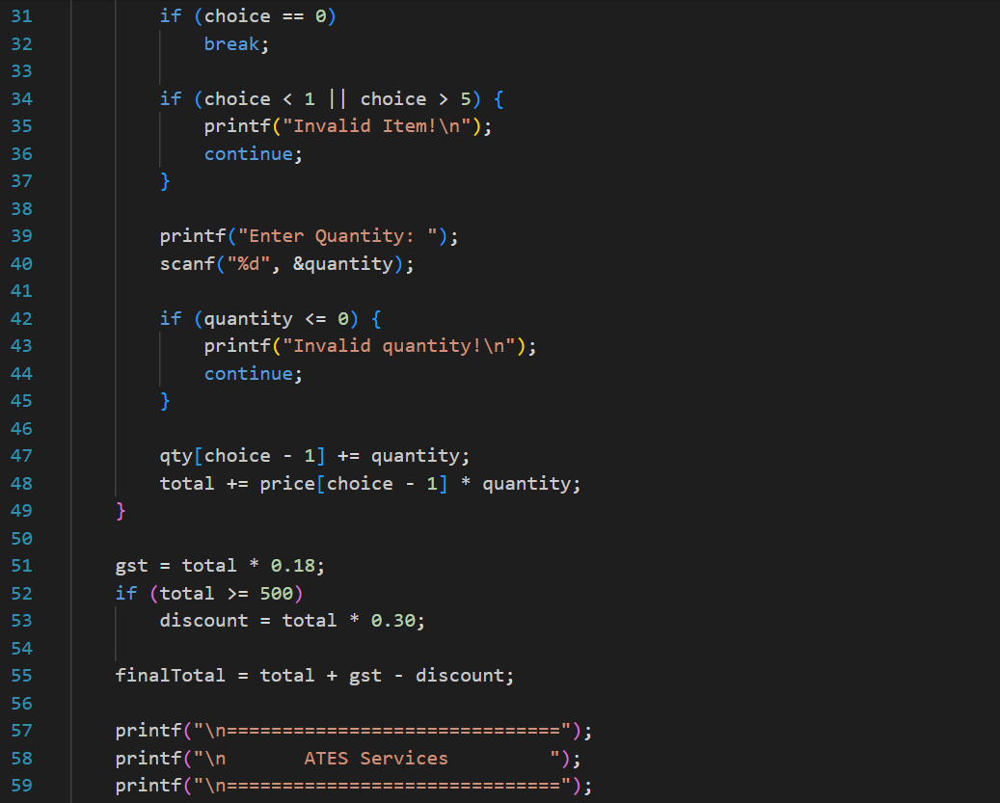 31 if (choice == 0)
32 break;
33
34 if (choice < 1 || choice > 5) {
35 printf("Invalid Item!\n");
36 continue;
37 }
38
39 printf("Enter Quantity: ");
40 scanf("%d", &quantity);
41
42 if (quantity <= 0) {
43 printf("Invalid quantity!\n");
44 continue;
45 }
46
47 qty[choice - 1] += quantity;
48 total += price[choice - 1] * quantity;
49 }
50
51 gst = total * 0.18;
52 if (total >= 500)
53 discount = total * 0.30;
54
55 finalTotal = total + gst - discount;
56
57 printf("\n==============================");
58 printf("\n       ATES Services         ");
59 printf("\n==============================");